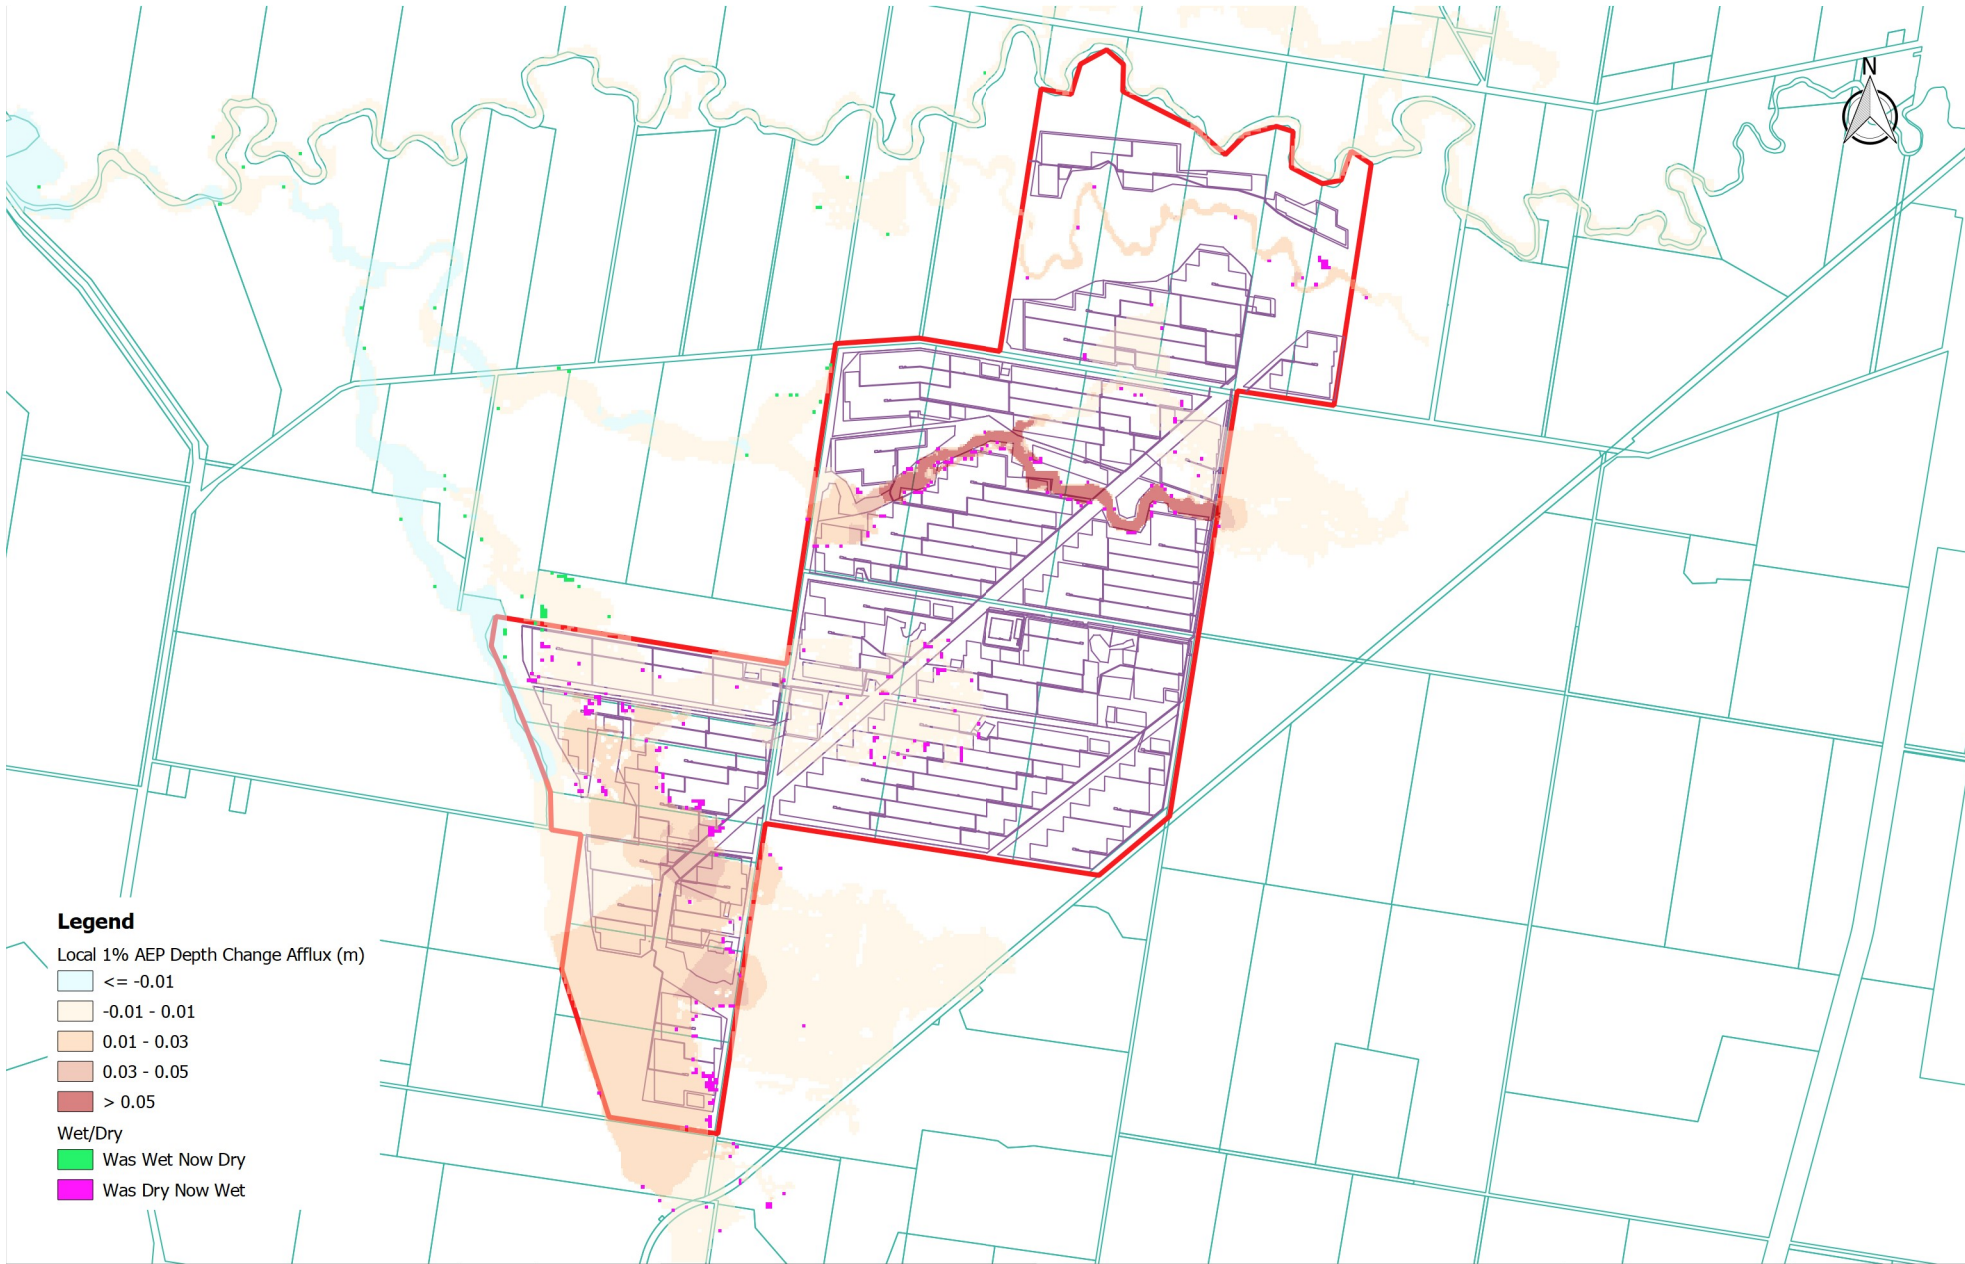 N
Legend
Local 1% AEP Depth Change Afflux (m)
<= -0.01
-0.01 - 0.01
0.01 - 0.03
0.03 - 0.05
> 0.05
Wet/Dry
Was Wet Now Dry
Was Dry Now Wet